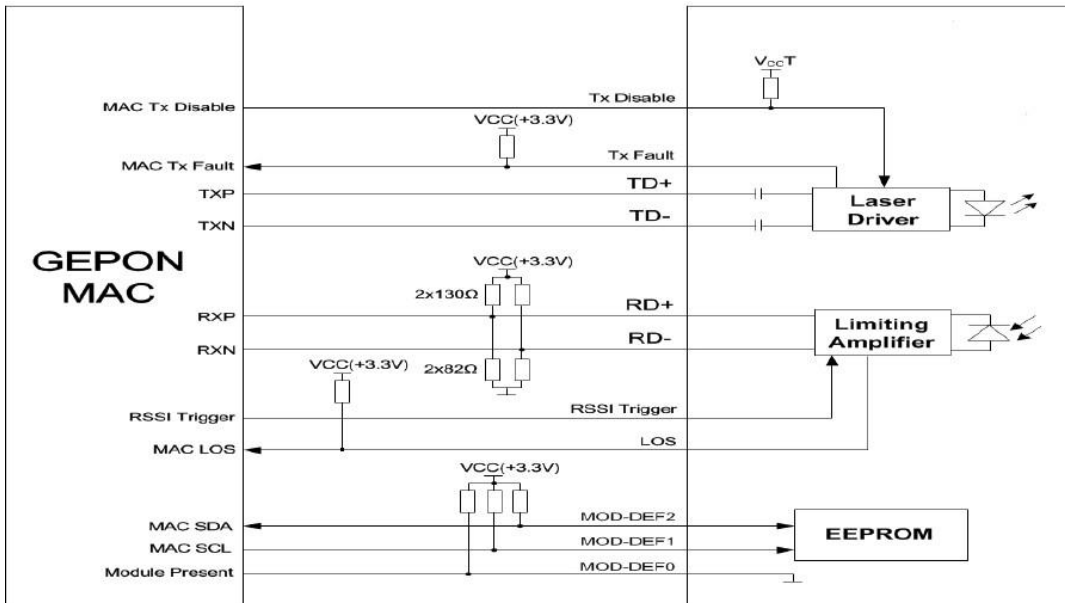 VccT
MAC Tx Disable
Tx Disable
VCC(+3.3V)
MAC Tx Fault
Tx Fault
TXP
TD+
TXN
TD-
Laser
Driver
GEPON
MAC
VCC(+3.3V)
2x130Ω
RXP
RD+
RXN
RD-
Limiting
Amplifier
VCC(+3.3V)
2x82Ω
RSSI Trigger
RSSI Trigger
MAC LOS
LOS
VCC(+3.3V)
MAC SDA
MOD-DEF2
MAC SCL
MOD-DEF1
EEPROM
Module Present
MOD-DEF0